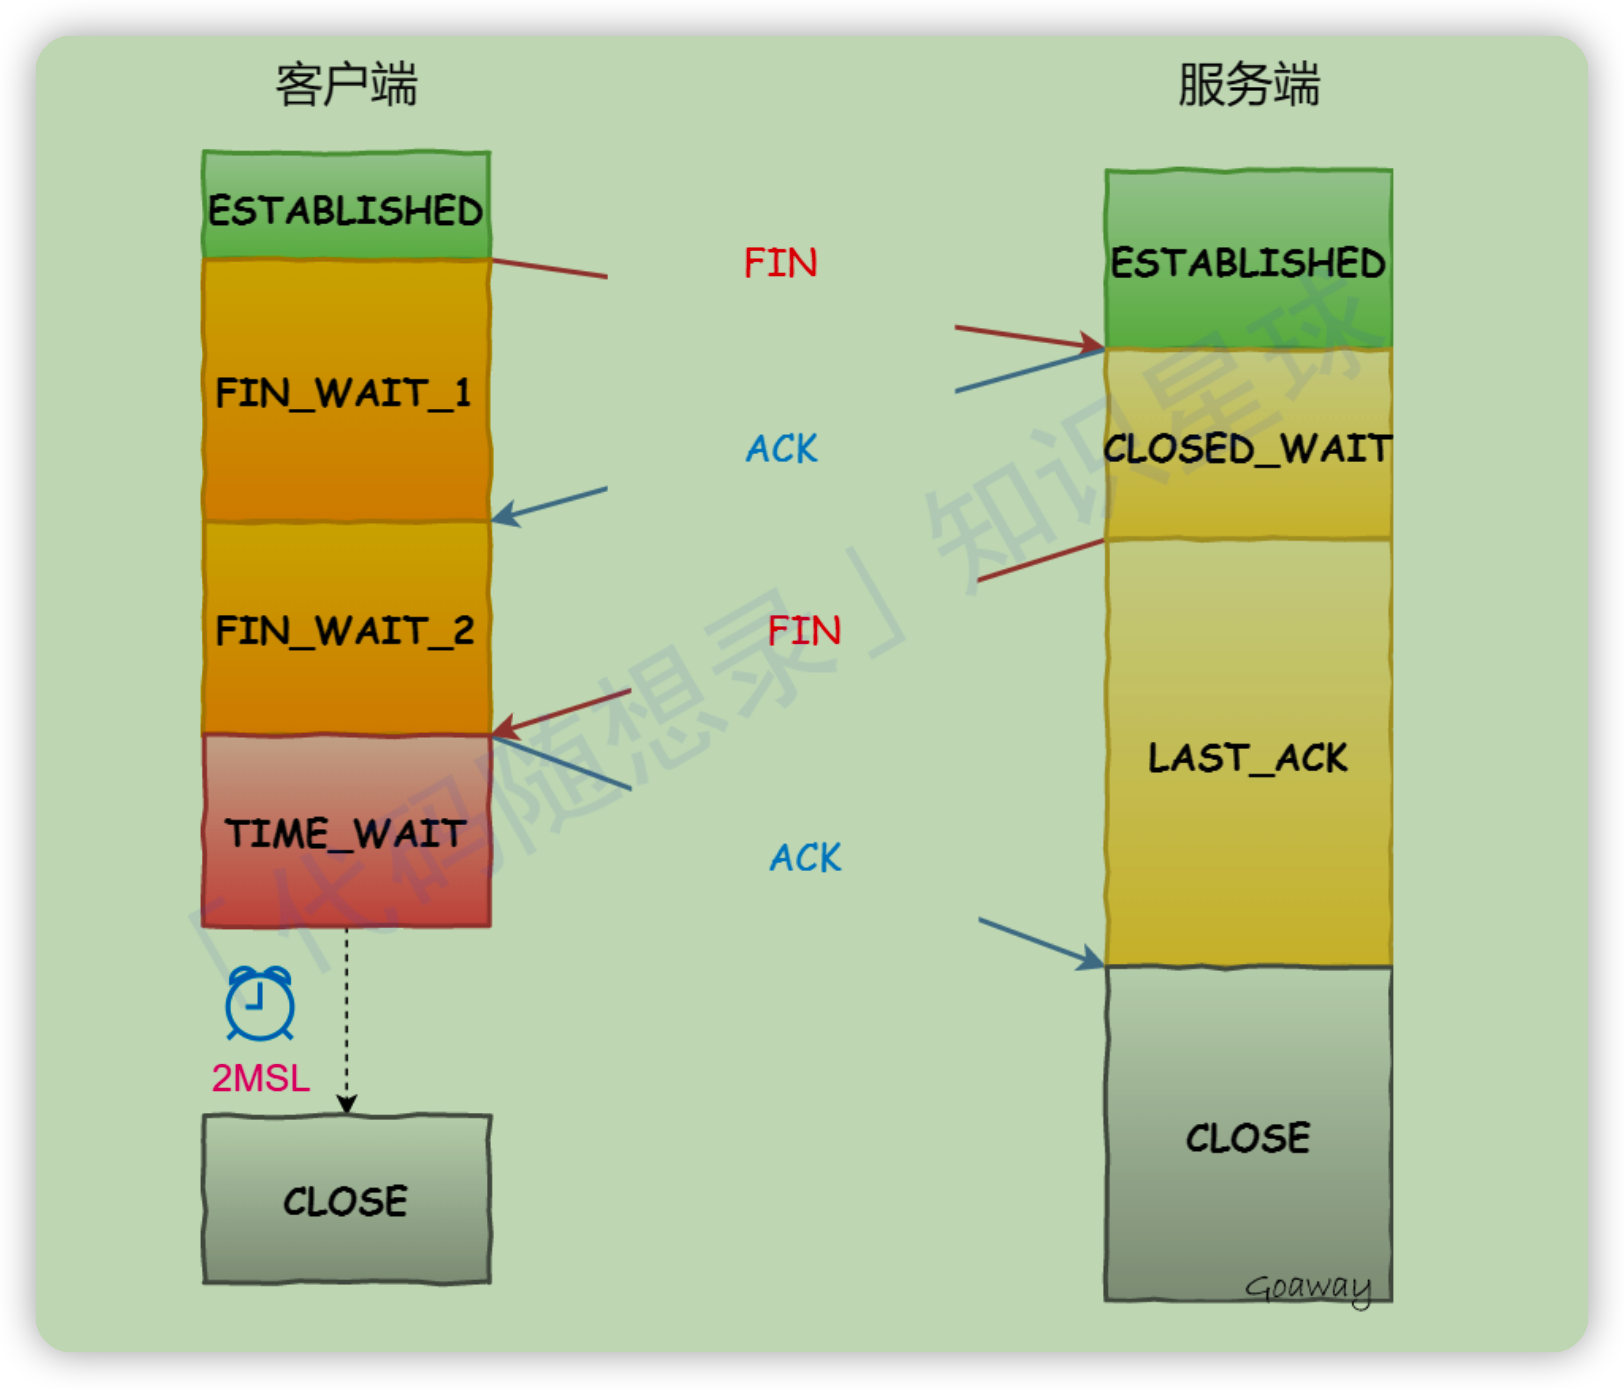 客户端
服务端
ESTABLISHED
FIN
ESTABLISHED
FIN_WAIT_1
ACK
CLOSED_WAIT
FIN_WAIT_2
FIN
LAST_ACK
TIME_WAIT
ACK
2MSL
CLOSE
CLOSE
Goaway
「代码随想录」知识星球